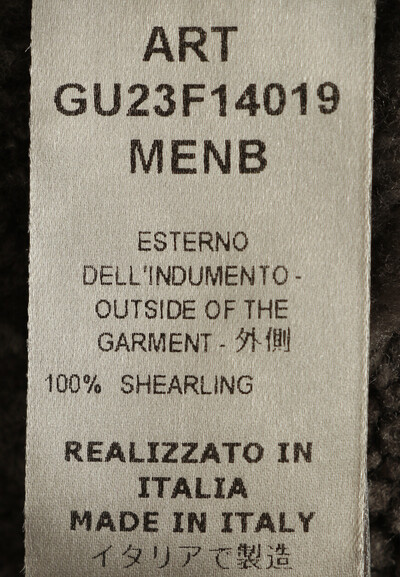 ART
GU23F14019
MENB
ESTERNO
DELL'INDUMENTO -
OUTSIDE OF THE
GARMENT - 外側
100% SHEARLING
REALIZZATO IN
ITALIA
MADE IN ITALY
イタリアで製造